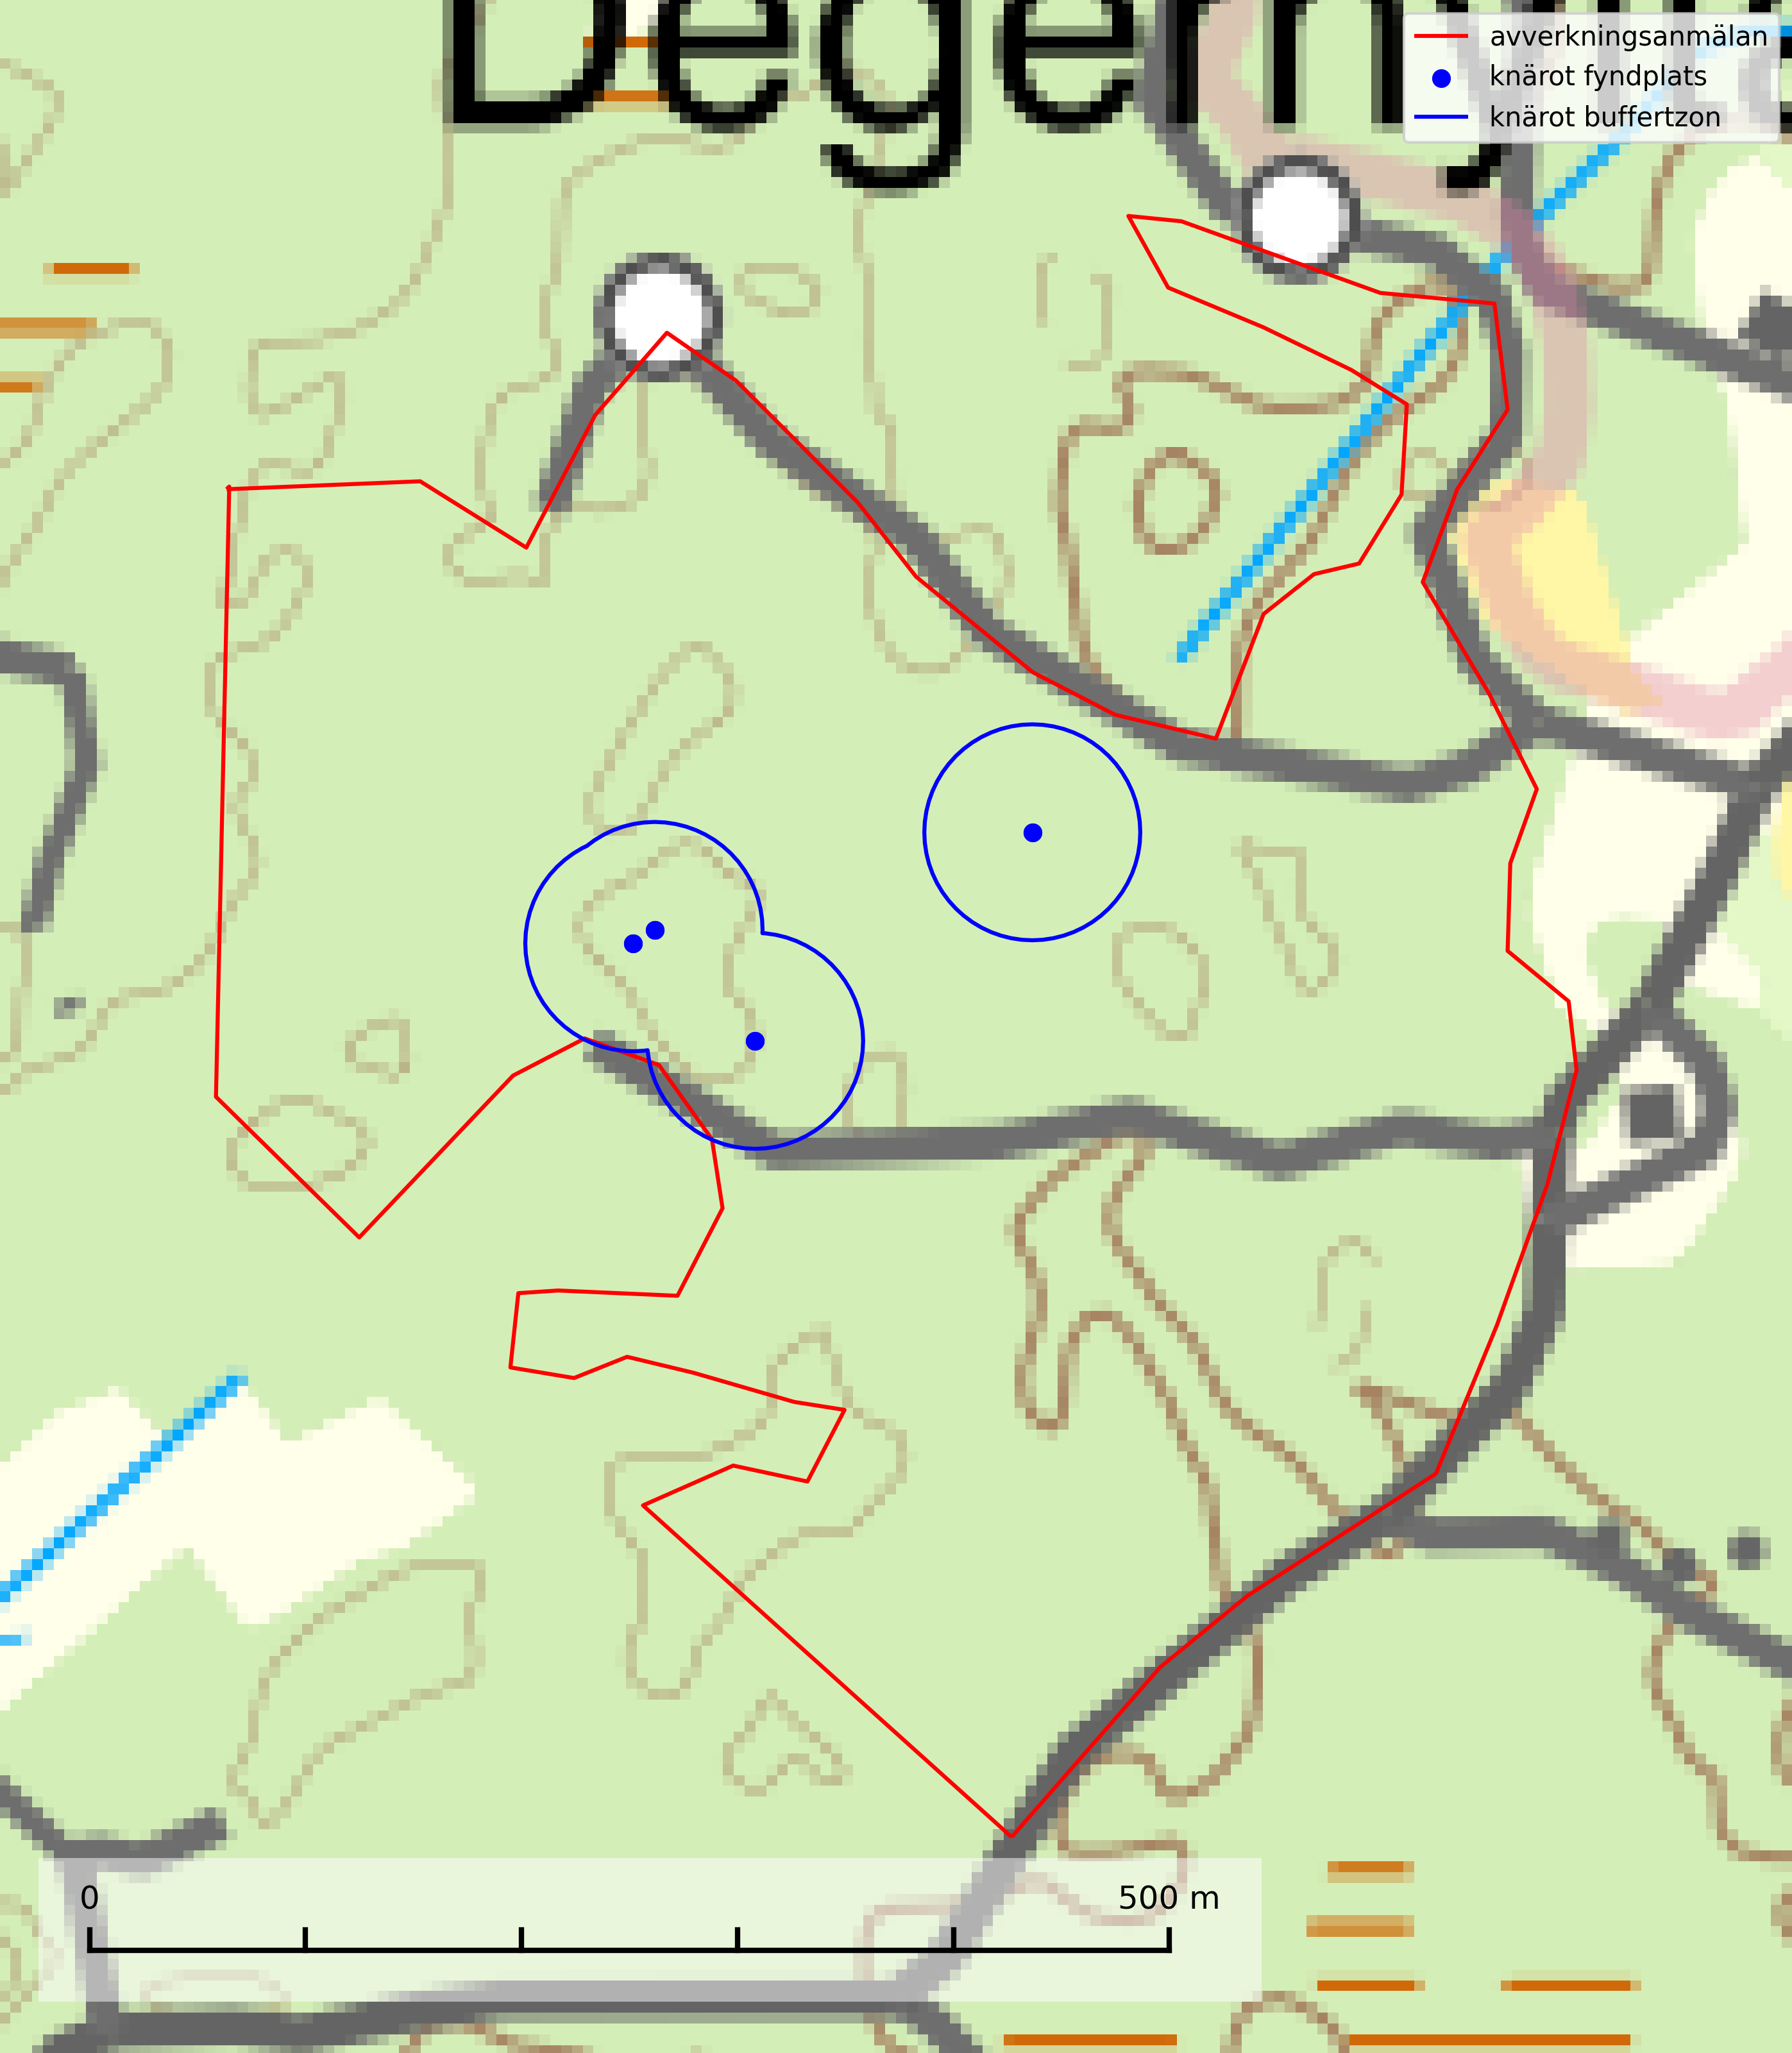 avverkningsanmälan
knärot fyndplats
knärot buffertzon
0
500 m